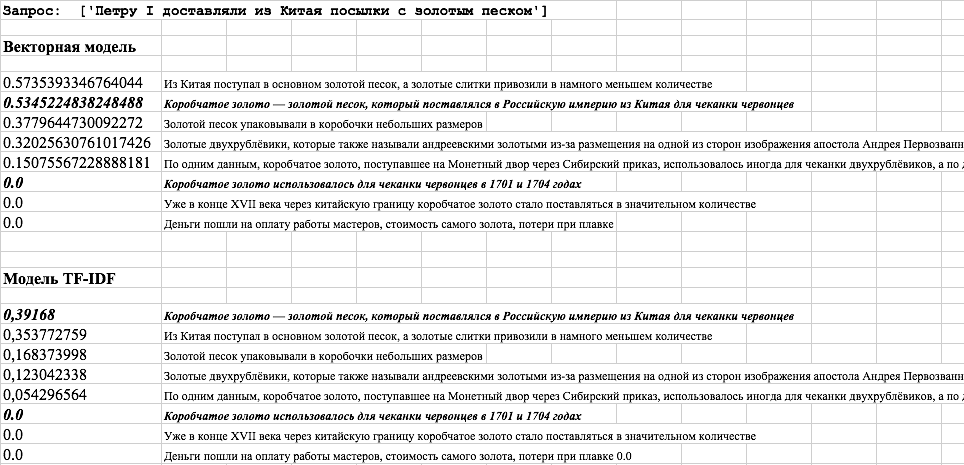 Запрос: ['Петру I доставляли из Китая посылки с золотым песком']
Векторная модель
0.5735393346764044 Из Китая поступал в основном золотой песок, а золотые слитки привозили в намного меньшем количестве
0.5345224838248488 Коробчатое золото — золотой песок, который поставлялся в Российскую империю из Китая для чеканки червонцев
0.3779644730092272 Золотой песок упаковывали в коробочки небольших размеров
0.32025630761017426 Золотые двухрублёвики, которые также называли андреевскими золотыми из-за размещения на одной из сторон изображения апостола Андрея Первозванн
0.15075567228888181 По одним данным, коробчатое золото, поступавшее на Монетный двор через Сибирский приказ, использовалось иногда для чеканки двухрублёвиков, а по д
0.0 Коробчатое золото использовалось для чеканки червонцев в 1701 и 1704 годах
0.0 Уже в конце XVII века через китайскую границу коробчатое золото стало поставляться в значительном количестве
0.0 Деньги пошли на оплату работы мастеров, стоимость самого золота, потери при плавке
Модель TF-IDF
0,39168 Коробчатое золото — золотой песок, который поставлялся в Российскую империю из Китая для чеканки червонцев
0,353772759 Из Китая поступал в основном золотой песок, а золотые слитки привозили в намного меньшем количестве
0,168373998 Золотой песок упаковывали в коробочки небольших размеров
0,123042338 Золотые двухрублёвики, которые также называли андреевскими золотыми из-за размещения на одной из сторон изображения апостола Андрея Первозванн
0,054296564 По одним данным, коробчатое золото, поступавшее на Монетный двор через Сибирский приказ, использовалось иногда для чеканки двухрублёвиков, а по д
0.0 Коробчатое золото использовалось для чеканки червонцев в 1701 и 1704 годах
0.0 Уже в конце XVII века через китайскую границу коробчатое золото стало поставляться в значительном количестве
0.0 Деньги пошли на оплату работы мастеров, стоимость самого золота, потери при плавке 0.0